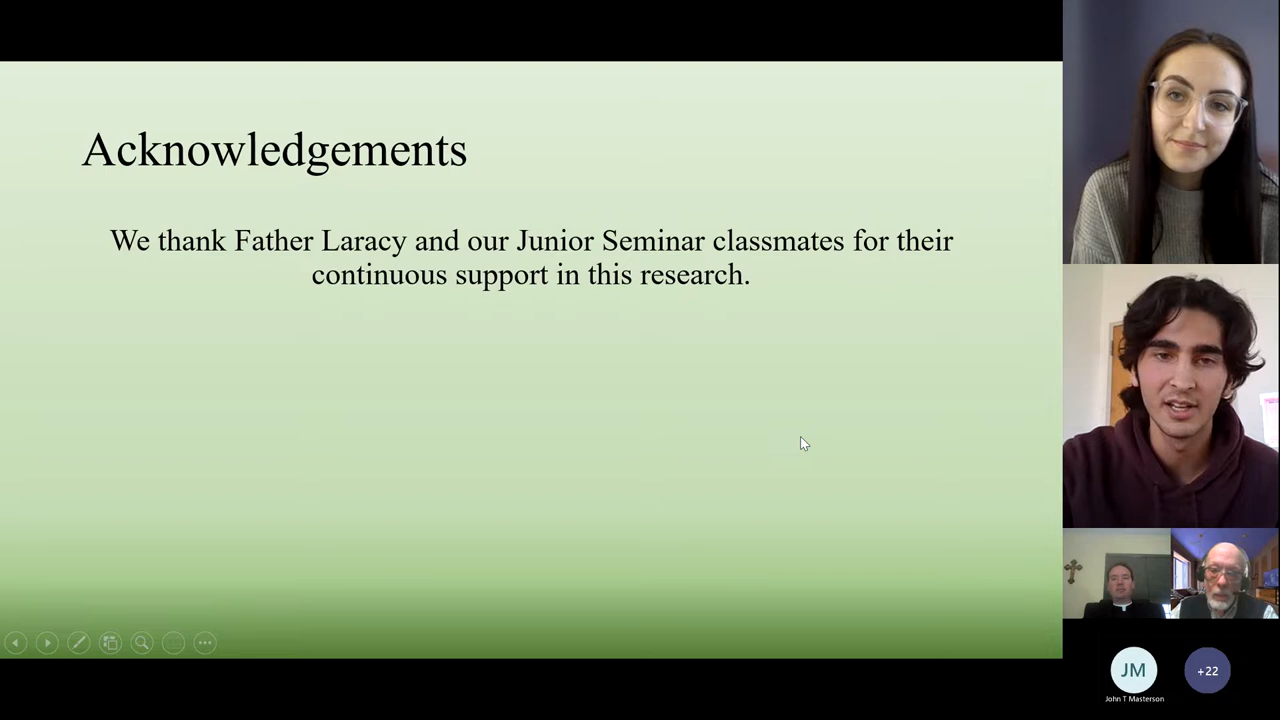 Acknowledgements
We thank Father Laracy and our Junior Seminar classmates for their
continuous support in this research.
JM
+22
John T Masterson